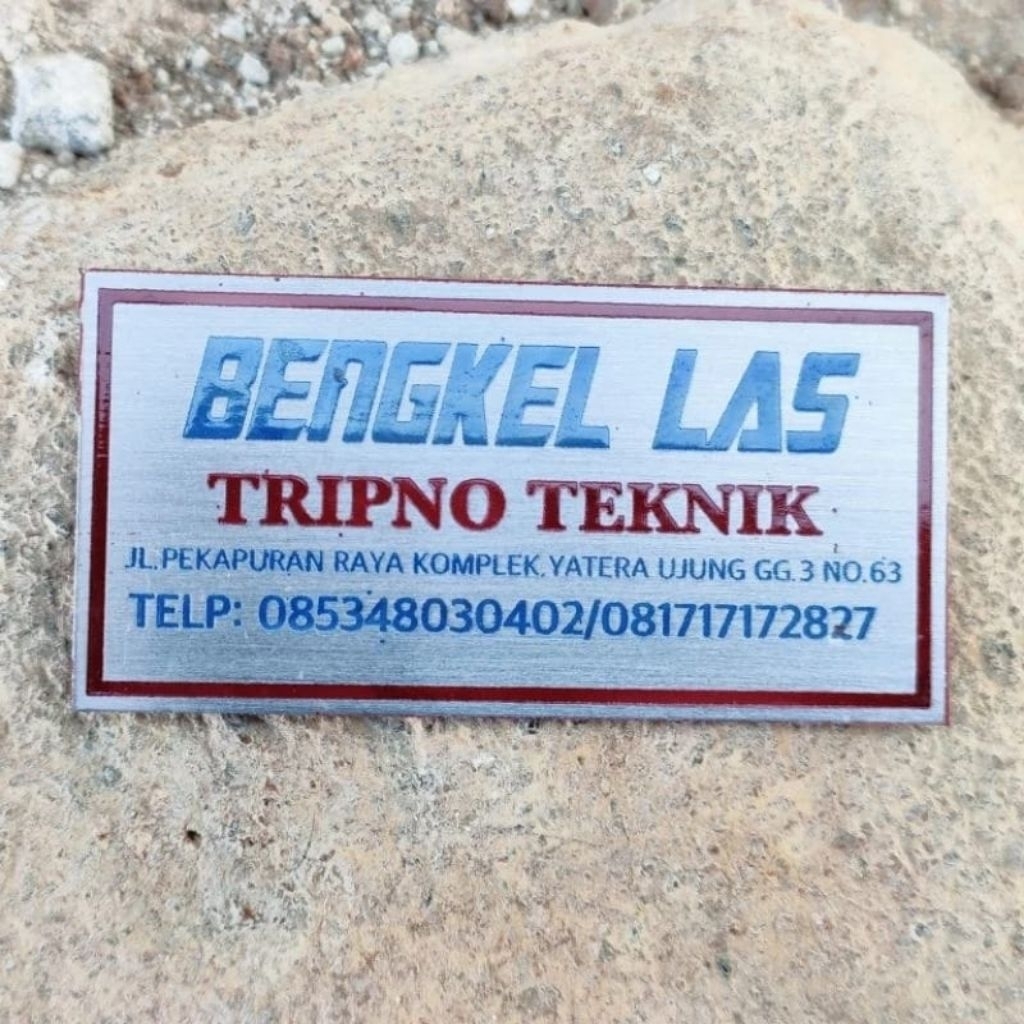 BENGKEL LAS
TRIPNO TEKNIK
JL. PEKAPURAN RAYA KOMPLEK. YATERA UJUNG GG. 3 NO. 63
TELP: 085348030402/081717172827